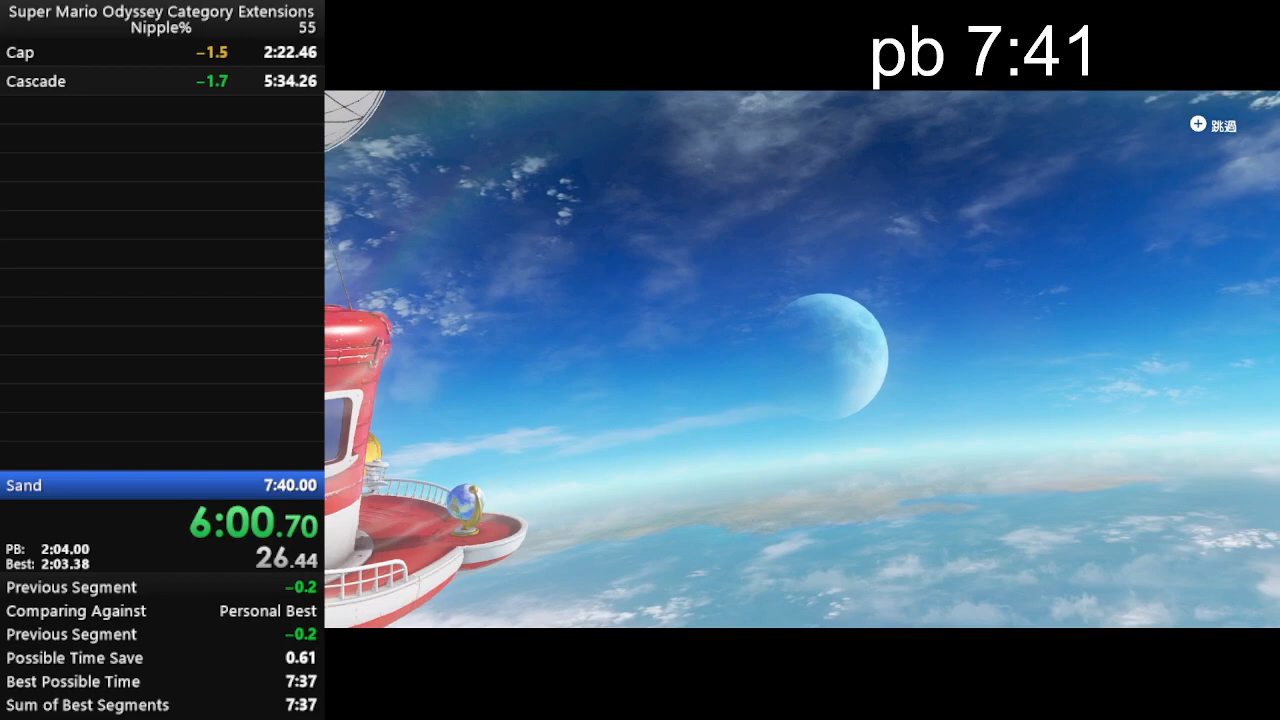 Super Mario Odyssey Category Extensions
Nipple% 55
Cap -1.5 2:22.46
Cascade -1.7 5:34.26
Sand 7:40.00
6:00.70
PB: 2:04.00
Best: 2:03.38
26.44
Previous Segment -0.2
Comparing Against Personal Best
Previous Segment -0.2
Possible Time Save 0.61
Best Possible Time 7:37
Sum of Best Segments 7:37
pb 7:41
+ 跳過